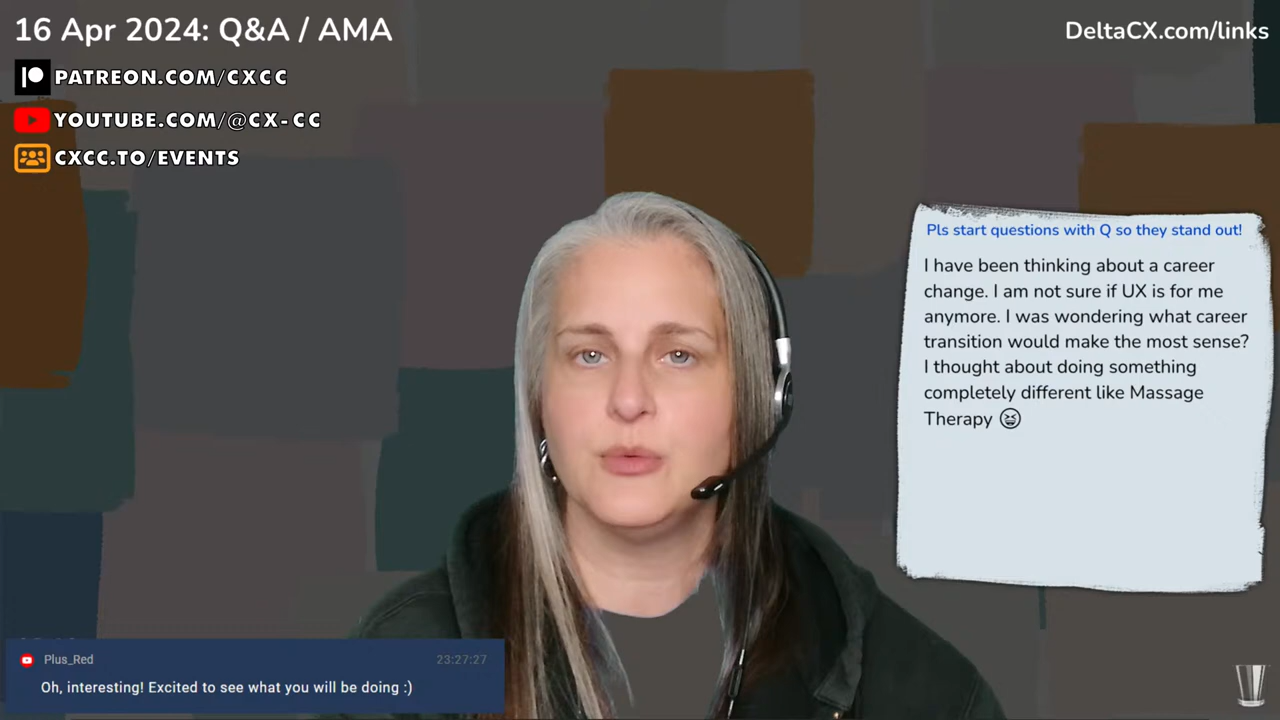 16 Apr 2024: Q&A / AMA
DeltaCX.com/links
PATREON.COM/CXCC
YOUTUBE.COM/@CX-CC
CXCC.TO/EVENTS
Pls start questions with Q so they stand out!
I have been thinking about a career
change. I am not sure if UX is for me
anymore. I was wondering what career
transition would make the most sense?
I thought about doing something
completely different like Massage
Therapy 😆
Plus_Red
23:27:27
Oh, interesting! Excited to see what you will be doing :)